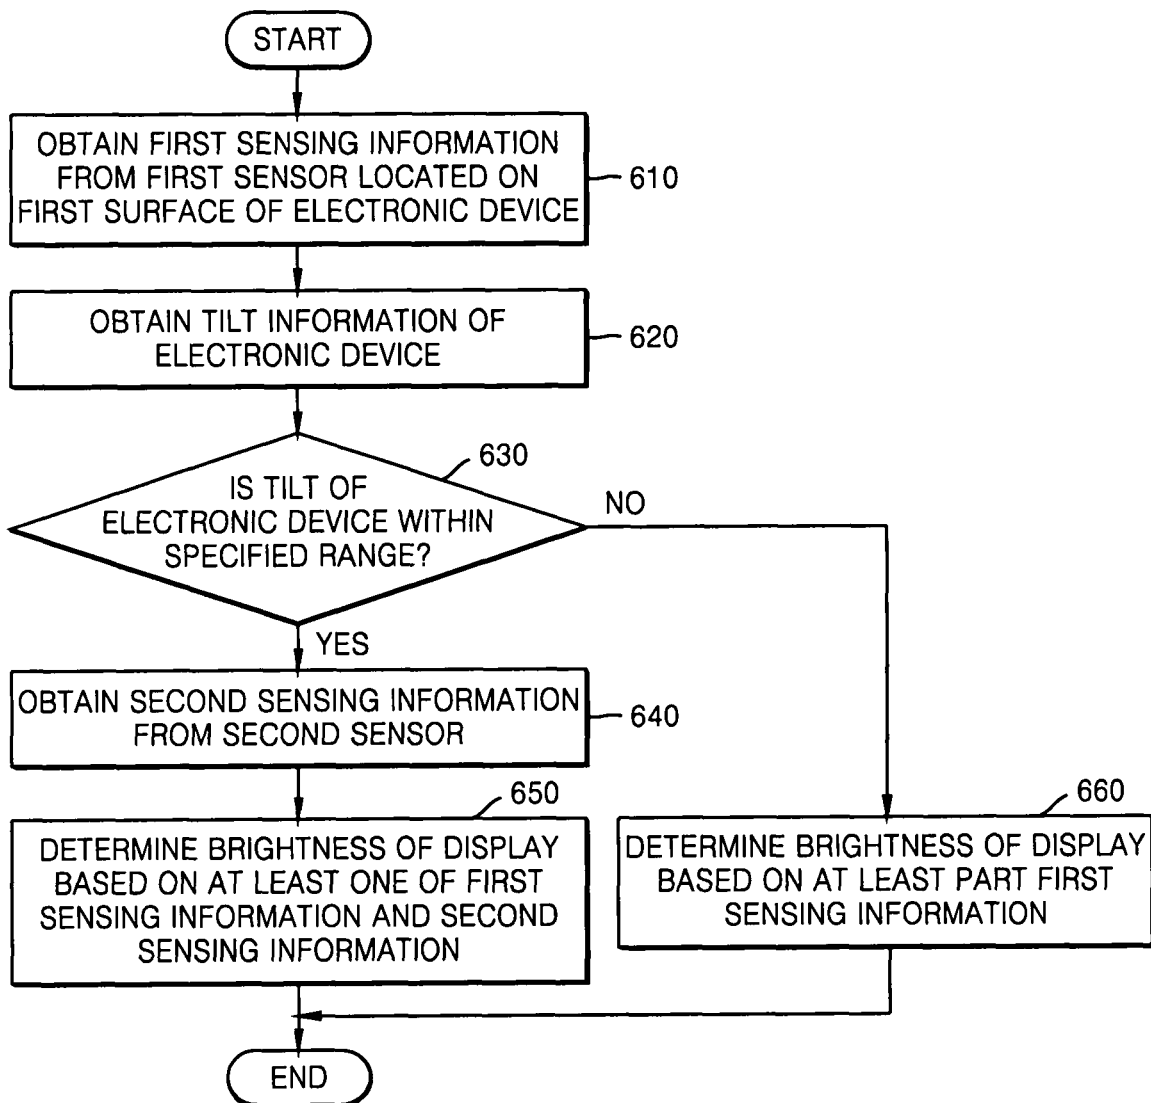 START
OBTAIN FIRST SENSING INFORMATION
FROM FIRST SENSOR LOCATED ON
FIRST SURFACE OF ELECTRONIC DEVICE
610
OBTAIN TILT INFORMATION OF
ELECTRONIC DEVICE
620
630
IS TILT OF
ELECTRONIC DEVICE WITHIN
SPECIFIED RANGE?
NO
YES
OBTAIN SECOND SENSING INFORMATION
FROM SECOND SENSOR
640
650
DETERMINE BRIGHTNESS OF DISPLAY
BASED ON AT LEAST ONE OF FIRST
SENSING INFORMATION AND SECOND
SENSING INFORMATION
660
DETERMINE BRIGHTNESS OF DISPLAY
BASED ON AT LEAST PART FIRST
SENSING INFORMATION
END